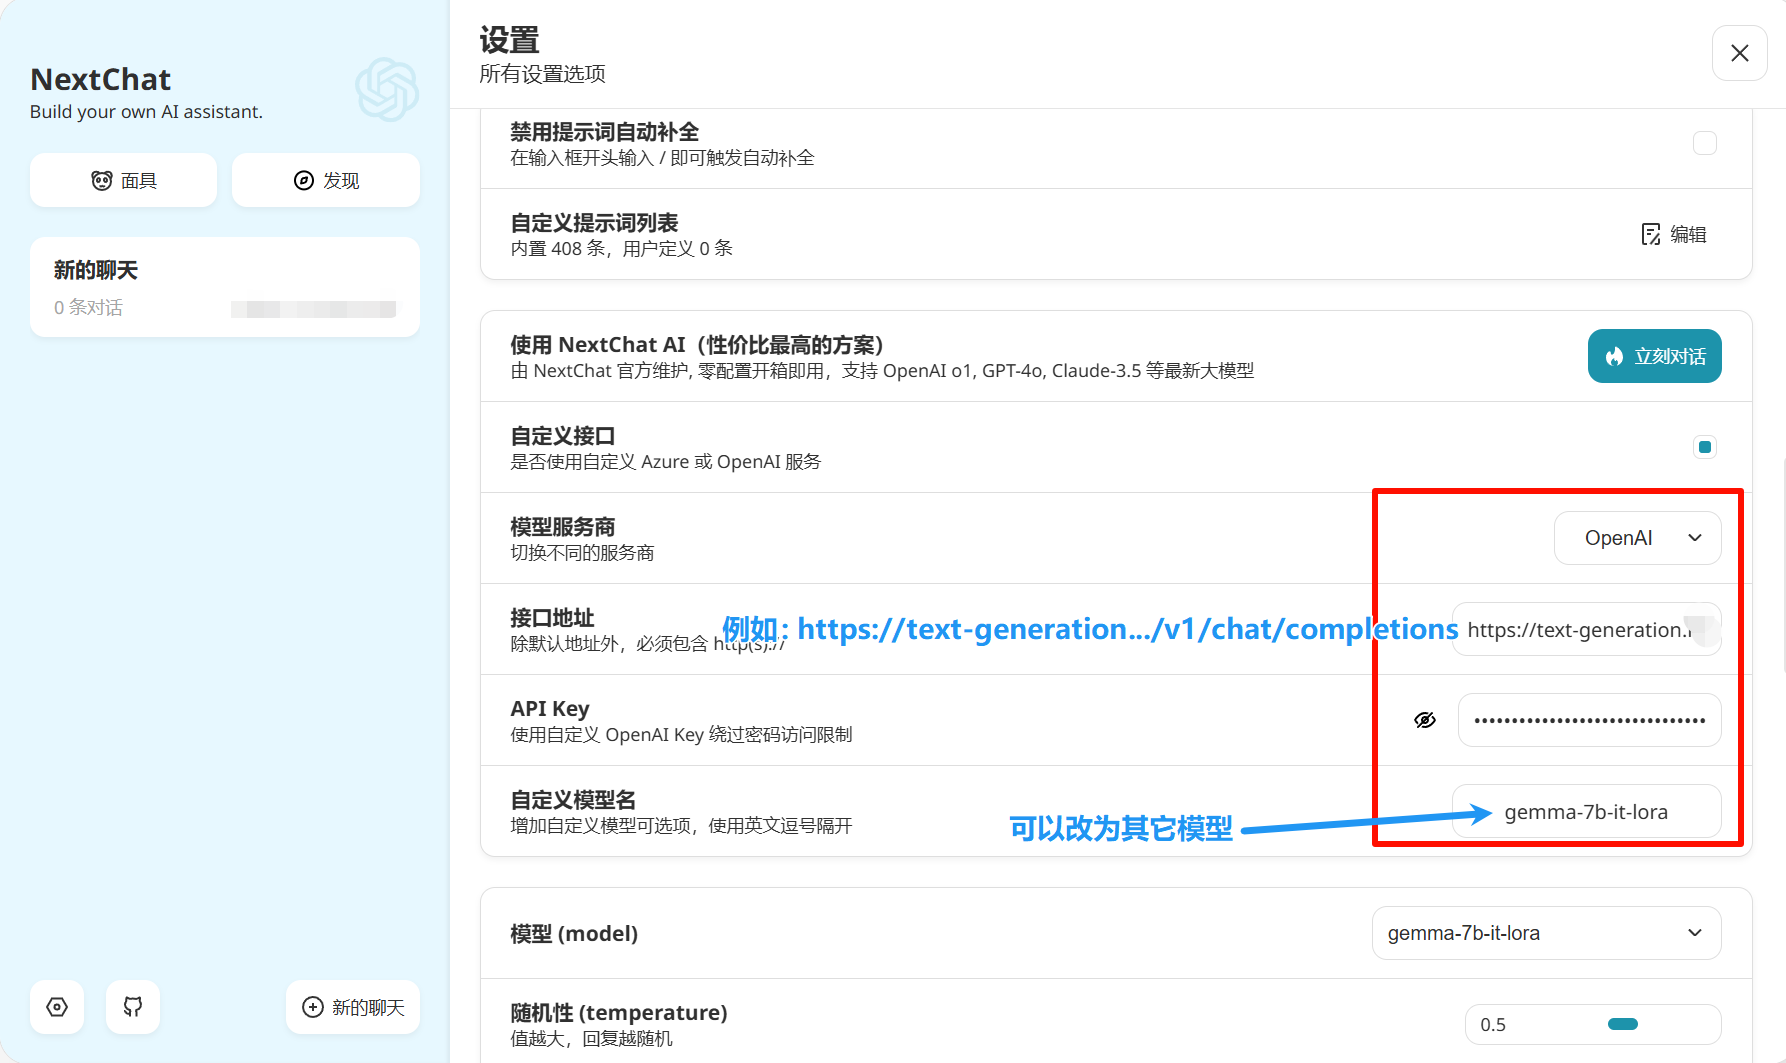 NextChat
Build your own AI assistant.
面具
发现
新的聊天
0 条对话
新的聊天
设置
所有设置选项
禁用提示词自动补全
在输入框开头输入 / 即可触发自动补全
自定义提示词列表
内置 408 条，用户定义 0 条
编辑
使用 NextChat AI（性价比最高的方案）
由 NextChat 官方维护, 零配置开箱即用，支持 OpenAI o1, GPT-4o, Claude-3.5 等最新大模型
立刻对话
自定义接口
是否使用自定义 Azure 或 OpenAI 服务
模型服务商
切换不同的服务商
OpenAI
接口地址
除默认地址外，必须包含 http(s)://
例如: https://text-generation.../v1/chat/completions
https://text-generation.
API Key
使用自定义 OpenAI Key 绕过密码访问限制
自定义模型名
增加自定义模型可选项，使用英文逗号隔开
可以改为其它模型
gemma-7b-it-lora
模型 (model)
gemma-7b-it-lora
随机性 (temperature)
值越大，回复越随机
0.5